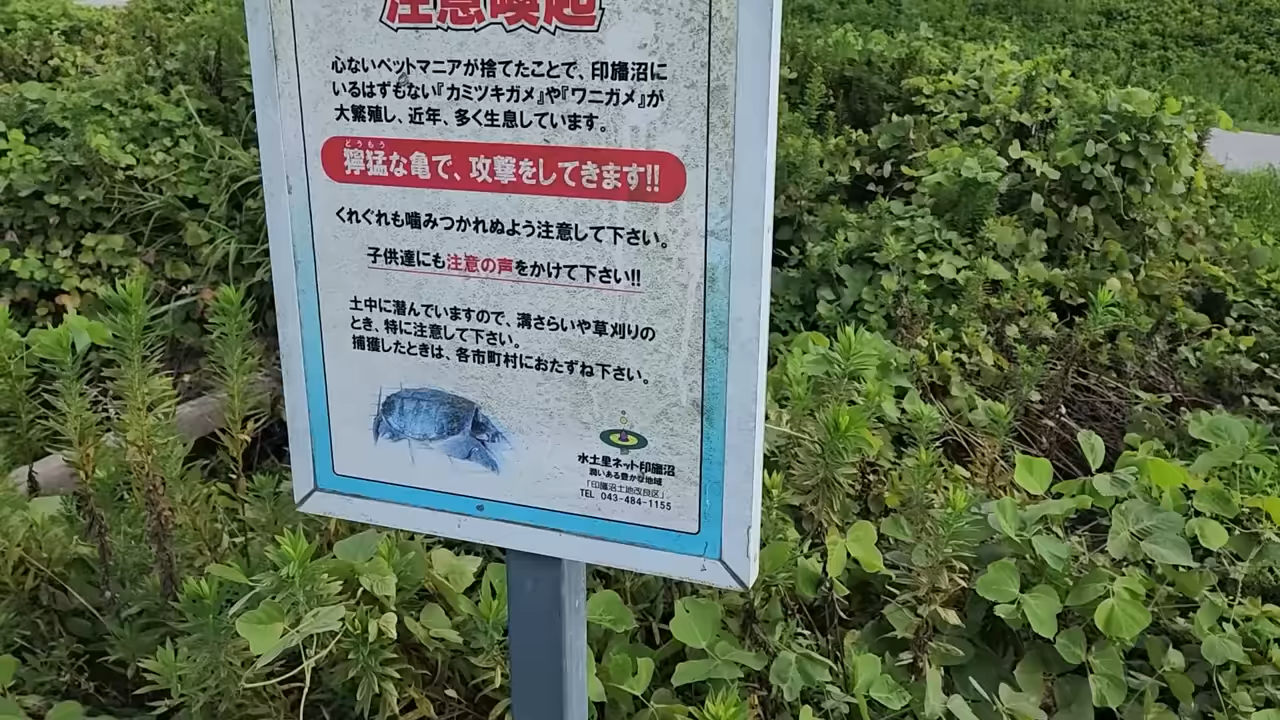 注意喚起
心ないペットマニアが捨てたことで、印旛沼に
いるはずもない『カミツキガメ』や『ワニガメ』が
大繁殖し、近年、多く生息しています。
どうもう
獰猛な亀で、攻撃をしてきます!!
くれぐれも噛みつかれぬよう注意して下さい。
子供達にも注意の声をかけて下さい!!
土中に潜んでいますので、溝さらいや草刈りの
とき、特に注意して下さい。
捕獲したときは、各市町村におたずね下さい。
水土里ネット印旛沼
潤いある豊かな地域
「印旛沼土地改良区」
TEL 043-484-1155